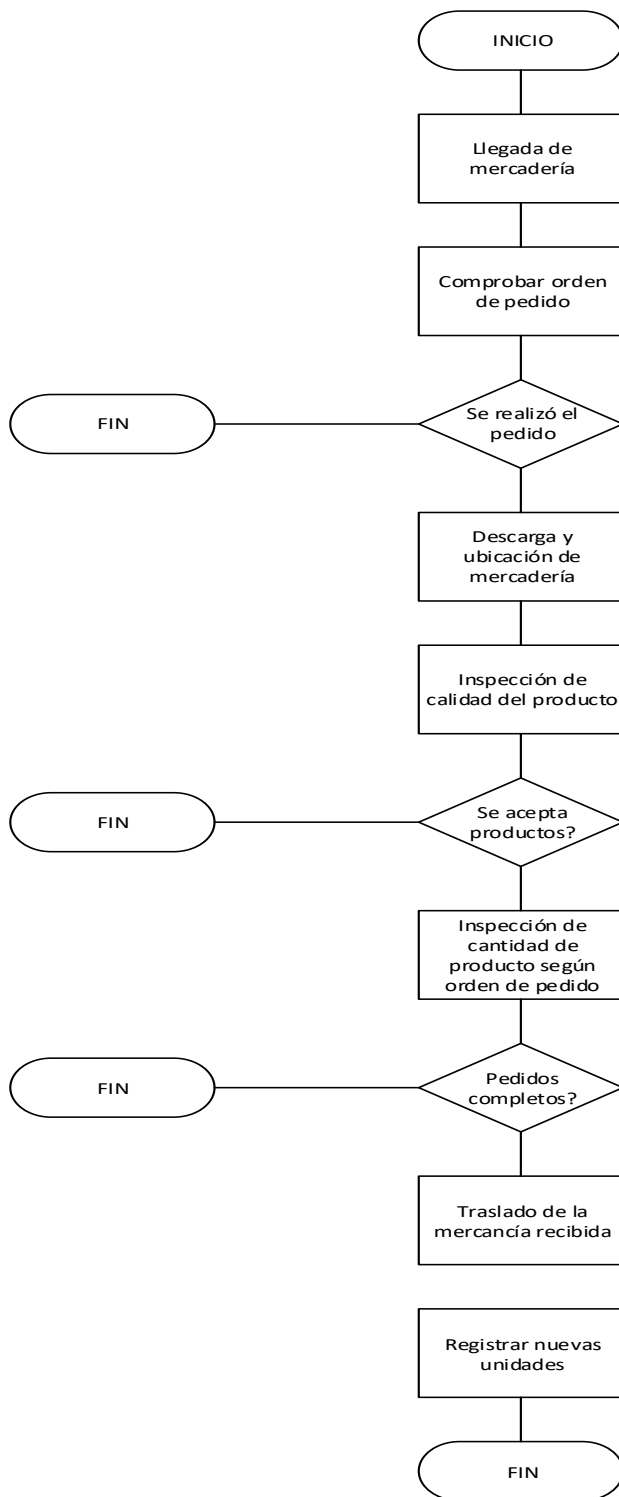 INICIO
Llegada de
mercadería
Comprobar orden
de pedido
Se realizó el
pedido
FIN
Descarga y
ubicación de
mercadería
Inspección de
calidad del producto
Se acepta
productos?
FIN
Inspección de
cantidad de
producto según
orden de pedido
Pedidos
completos?
FIN
Traslado de la
mercancía recibida
Registrar nuevas
unidades
FIN